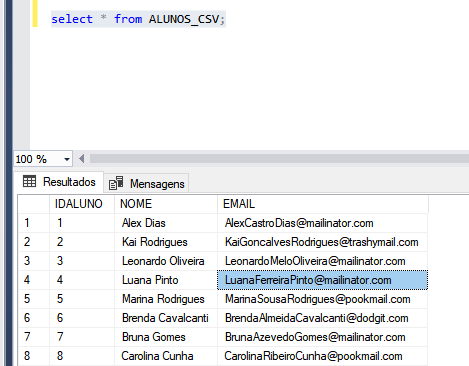 select * from ALUNOS_CSV;
100 %
Resultados Mensagens
IDALUNO NOME EMAIL
1 1 Alex Dias AlexCastroDias@mailinator.com
2 2 Kai Rodrigues KaiGoncalvesRodrigues@trashymail.com
3 3 Leonardo Oliveira LeonardoMeloOliveira@mailinator.com
4 4 Luana Pinto LuanaFerreiraPinto@mailinator.com
5 5 Marina Rodrigues MarinaSousaRodrigues@pookmail.com
6 6 Brenda Cavalcanti BrendaAlmeidaCavalcanti@dodgit.com
7 7 Bruna Gomes BrunaAzevedoGomes@mailinator.com
8 8 Carolina Cunha CarolinaRibeiroCunha@pookmail.com